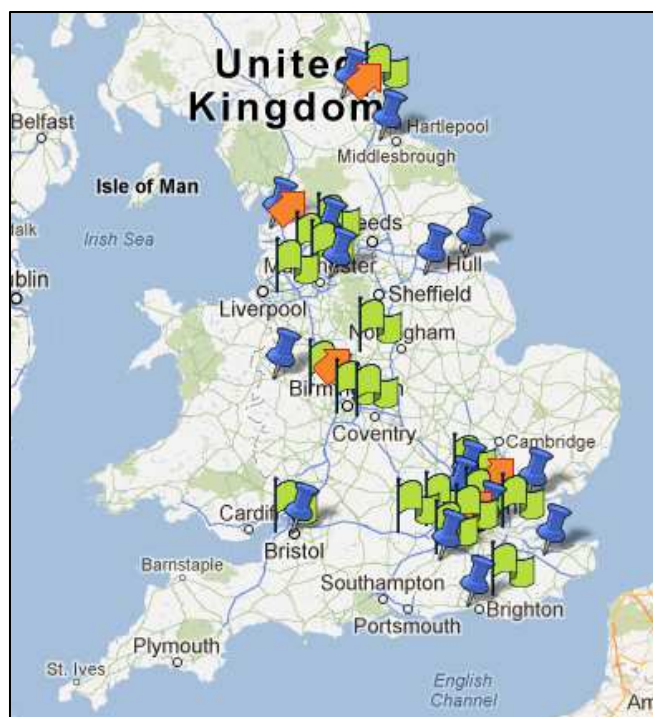 United
Kingdom
Belfast
Hartlepool
Middlesbrough
Isle of Man
Irish Sea
Hull
Liverpool
Sheffield
Coventry
Cambridge
Bristol
Barnstaple
Southampton
Portsmouth
Brighton
Plymouth
St. Ives
English
Channel